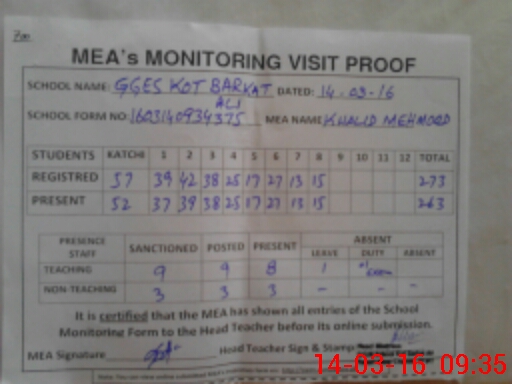 Zoo
MEA's MONITORING VISIT PROOF
SCHOOL NAME: GGES KOT BARKAT ALI DATED: 14-03-16
SCHOOL FORM NO. 1603140934375 MEA NAME KHALID MEHMOOD
STUDENTS KATCHI 1 2 3 4 5 6 7 8 9 10 11 12 TOTAL
REGISTRED 57 39 42 38 25 17 27 13 15 273
PRESENT 52 37 39 38 25 17 27 13 15 263
PRESENCE STAFF SANCTIONED POSTED PRESENT ABSENT
LEAVE DUTY ABSENT
TEACHING 9 9 8 1
NON-TEACHING 3 3 3 - - -
It is certified that the MEA has shown all entries of the School
Monitoring Form to the Head Teacher before its online submission.
MEA Signature Head Teacher Sign & Stamp
14-03-16 09:35